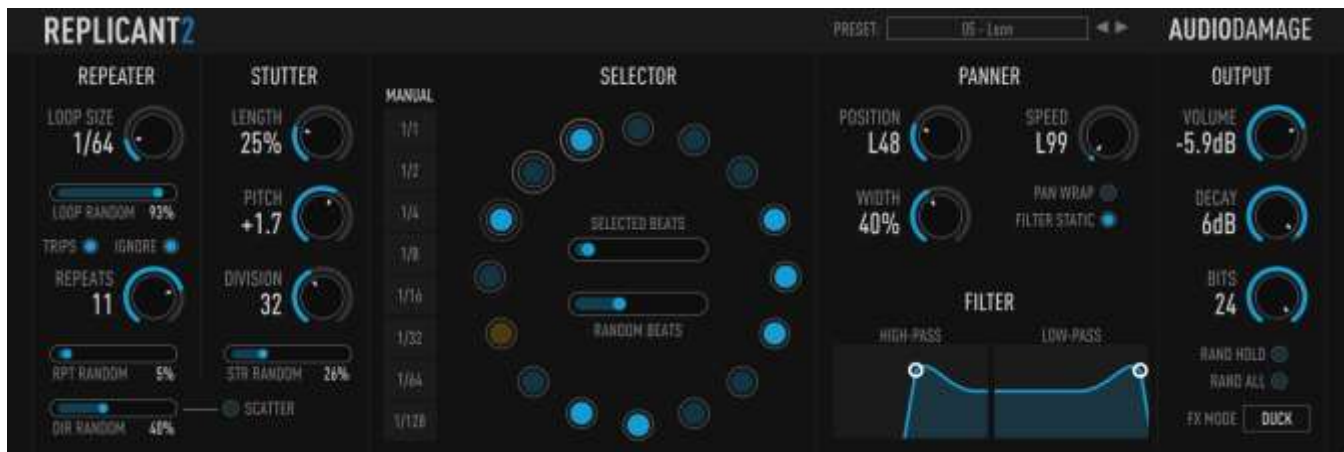 REPLICANT2
PRESET: 05 - Leon
AUDIODAMAGE
REPEATER
LOOP SIZE
1/64
LOOP RANDOM 93%
TRIPS IGNORE
REPEATS
11
RPT RANDOM 5%
DIR RANDOM 40%
STUTTER
LENGTH
25%
PITCH
+1.7
DIVISION
32
STR RANDOM 26%
SCATTER
MANUAL
1/1
1/2
1/4
1/8
1/16
1/32
1/64
1/128
SELECTOR
SELECTED BEATS
RANDOM BEATS
PANNER
POSITION
L48
SPEED
L99
WIDTH
40%
PAN WRAP
FILTER STATIC
FILTER
HIGH-PASS
LOW-PASS
OUTPUT
VOLUME
-5.9dB
DECAY
6dB
BITS
24
RAND HOLD
RAND ALL
FX MODE DUCK